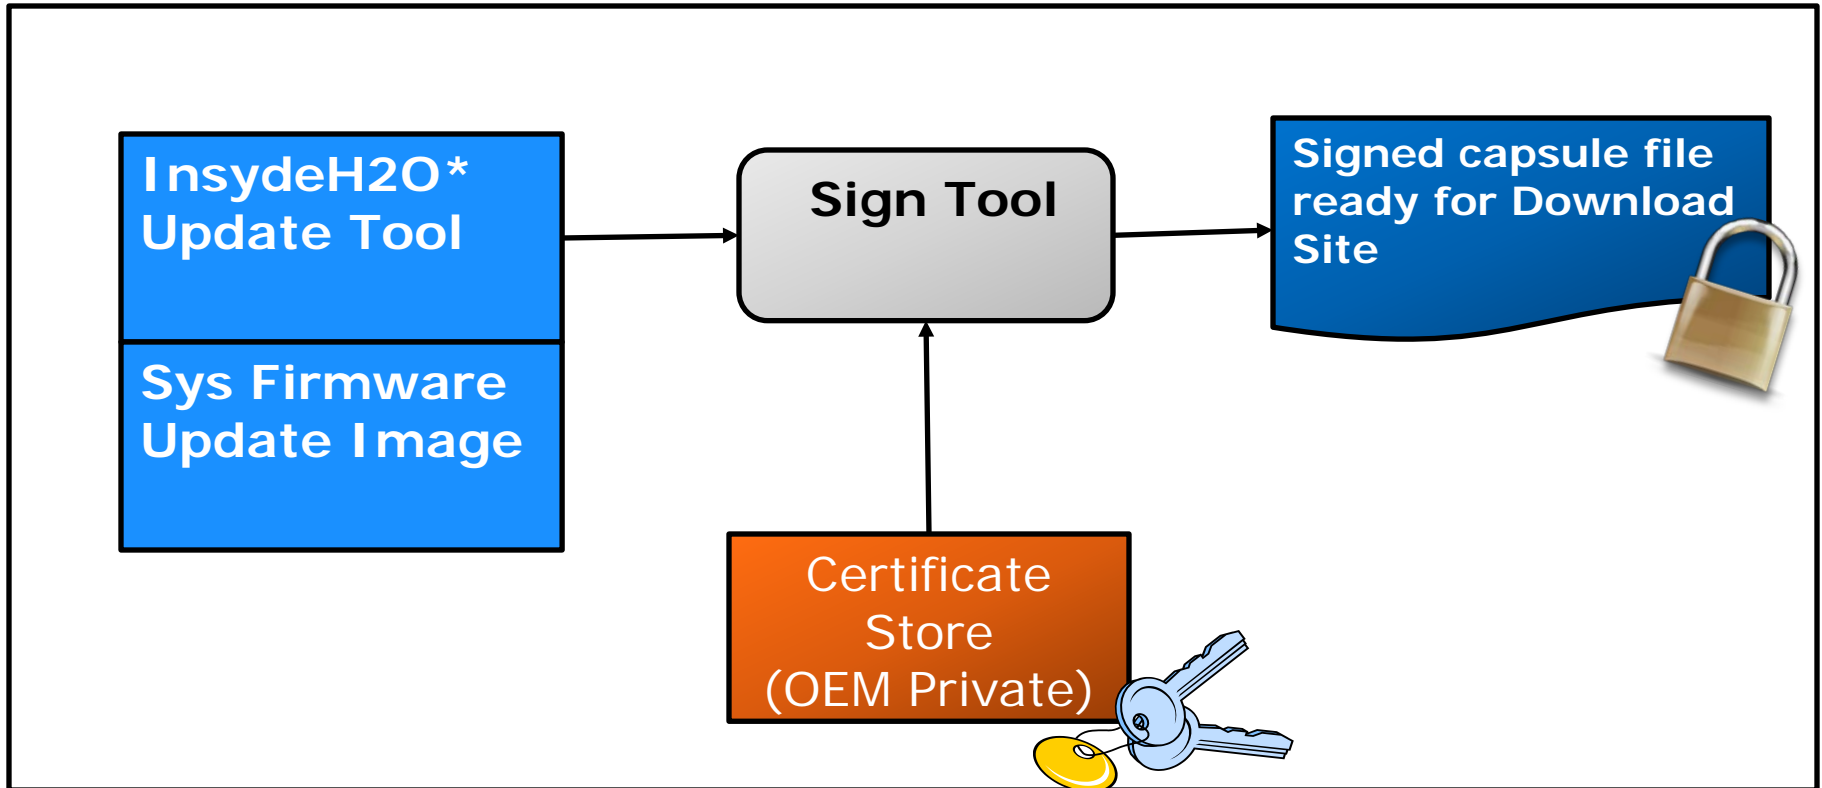 InsydeH2O*
Update Tool
Sys Firmware
Update Image
Sign Tool
Signed capsule file
ready for Download
Site
Certificate
Store
(OEM Private)